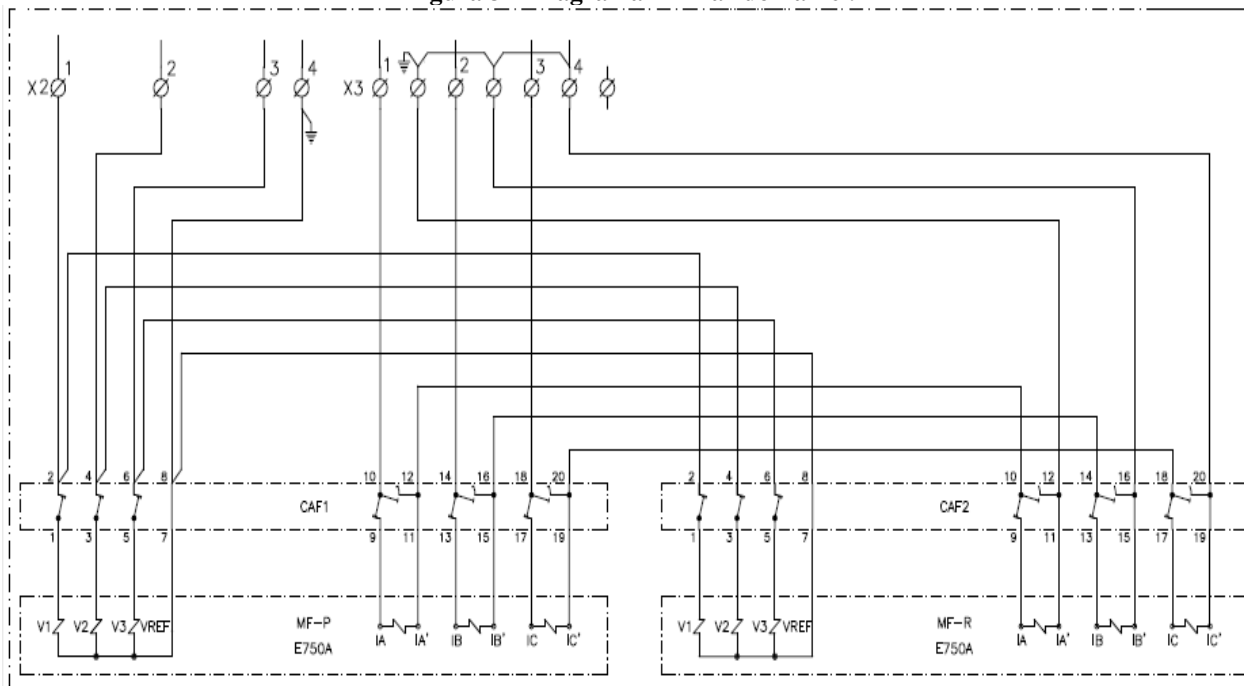 1 2 3 4 1 2 3 4
X2 X3
2 4 6 8 10 12 14 16 18 20 2 4 6 8 10 12 14 16 18 20
CAF1 CAF2
1 3 5 7 9 11 13 15 17 19 1 3 5 7 9 11 13 15 17 19
V1 V2 V3 VREF MF-P IA IA' IB IB' IC IC' V1 V2 V3 VREF MF-R IA IA' IB IB' IC IC'
E750A E750A